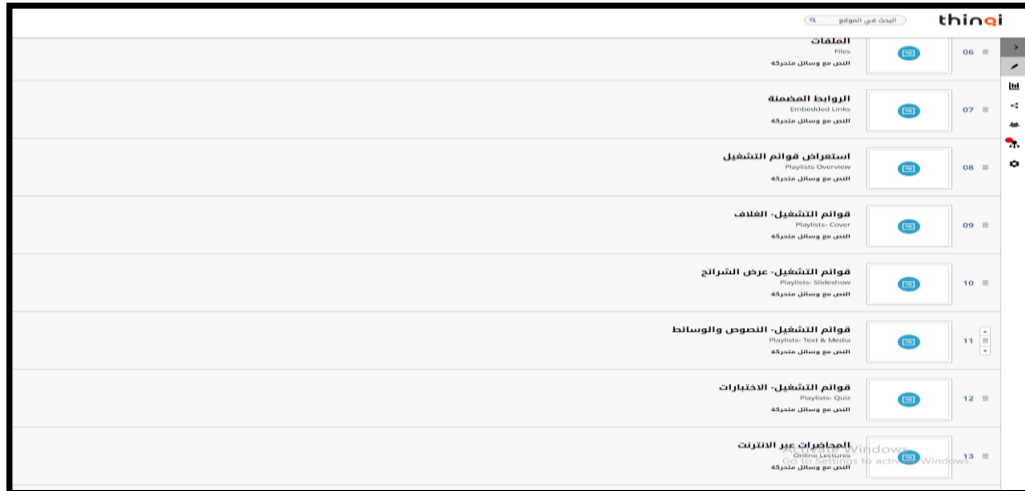 thinqi
البحث في الموقع
06
الملفات
Files
النص مع وسائل متحركة
07
الروابط المضمنة
Embedded Links
النص مع وسائل متحركة
08
استعراض قوائم التشغيل
Playlists Overview
النص مع وسائل متحركة
09
قوائم التشغيل- الغلاف
Playlists- Cover
النص مع وسائل متحركة
10
قوائم التشغيل- عرض الشرائح
Playlists- Slideshow
النص مع وسائل متحركة
11
قوائم التشغيل- النصوص والوسائط
Playlists- Text & Media
النص مع وسائل متحركة
12
قوائم التشغيل- الاختبارات
Playlists- Quiz
النص مع وسائل متحركة
13
المحاضرات عبر الانترنت
Online Lectures
النص مع وسائل متحركة
Activate Windows
Go to Settings to activate Windows.